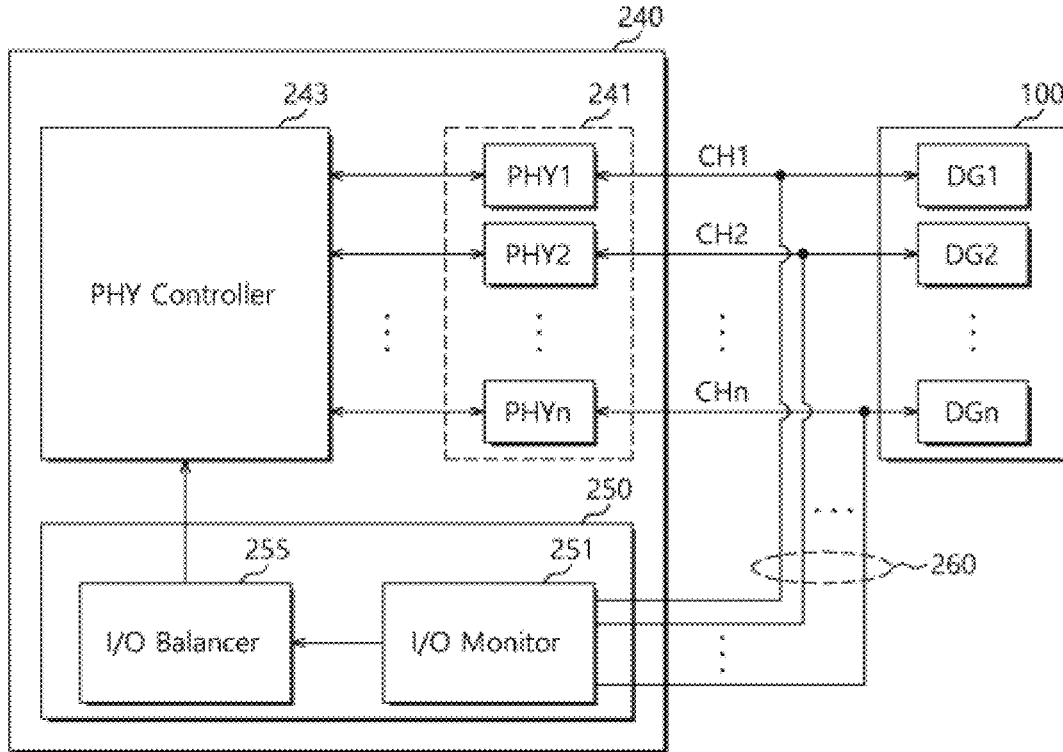 240
243
241
100
PHY Controller
PHY1
CH1
DG1
PHY2
CH2
DG2
PHYn
CHn
DGn
250
255
251
260
I/O Balancer
I/O Monitor